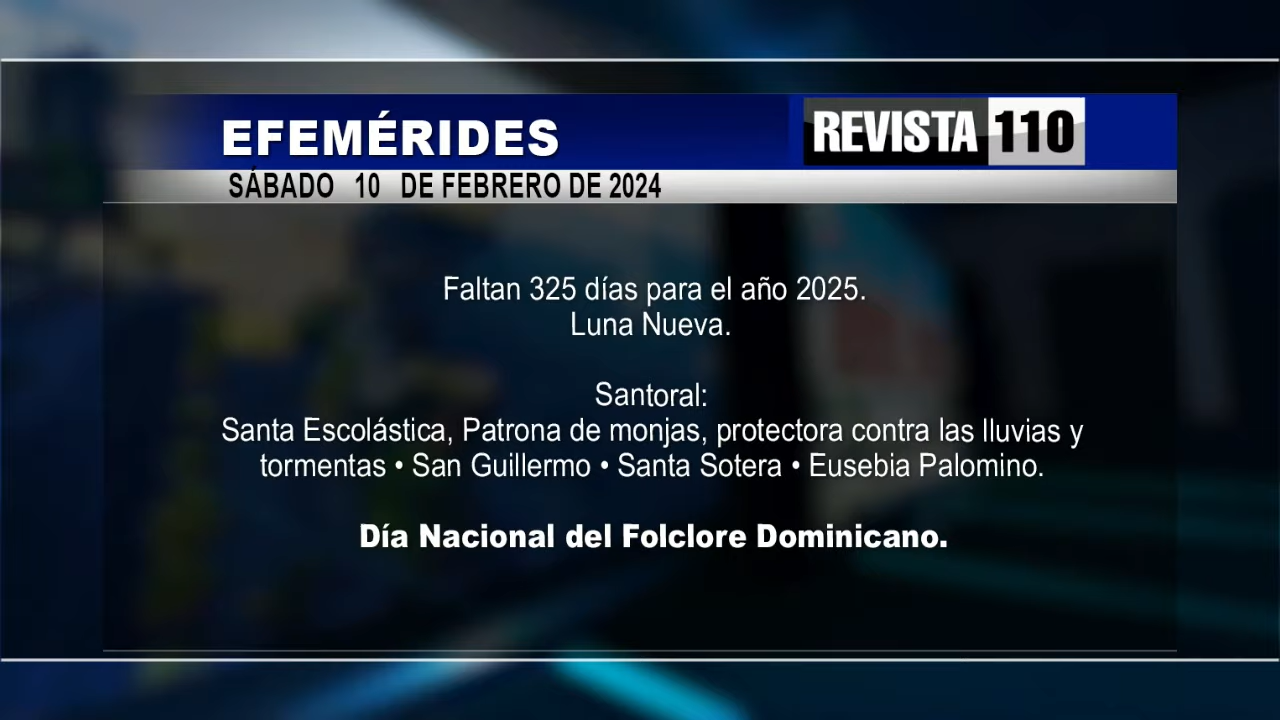 EFEMÉRIDES
REVISTA 110
SÁBADO 10 DE FEBRERO DE 2024
Faltan 325 días para el año 2025.
Luna Nueva.
Santoral:
Santa Escolástica, Patrona de monjas, protectora contra las lluvias y
tormentas • San Guillermo • Santa Sotera • Eusebia Palomino.
Día Nacional del Folclore Dominicano.